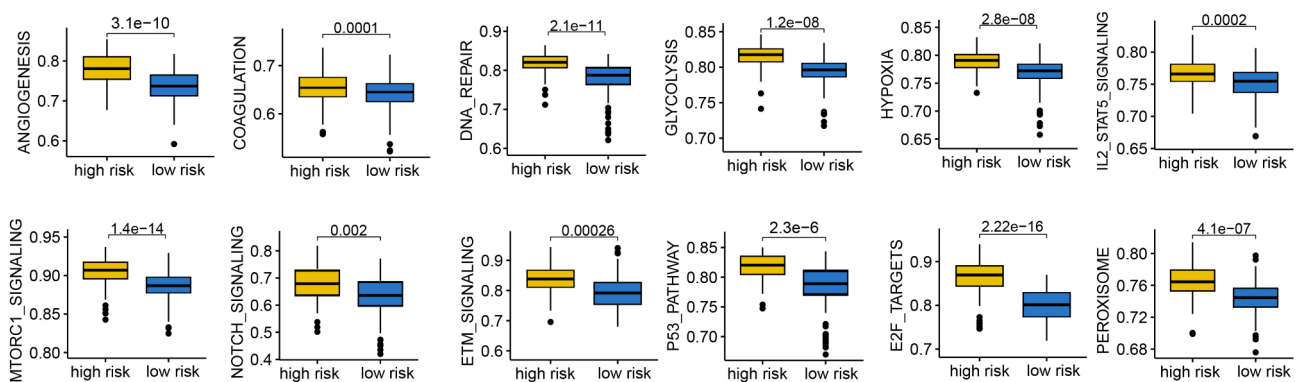 ANGIOGENESIS
3.1e−10
0.8
0.7
0.6
high risk low risk
COAGULATION
0.0001
0.7
0.6
high risk low risk
DNA_REPAIR
2.1e−11
0.9
0.8
0.7
0.6
high risk low risk
GLYCOLYSIS
1.2e−08
0.85
0.80
0.75
0.70
high risk low risk
HYPOXIA
2.8e−08
0.85
0.80
0.75
0.70
0.65
high risk low risk
IL2_STAT5_SIGNALING
0.0002
0.80
0.75
0.70
0.65
high risk low risk
MTORC1_SIGNALING
1.4e−14
0.95
0.90
0.85
0.80
high risk low risk
NOTCH_SIGNALING
0.002
0.8
0.7
0.6
0.5
0.4
high risk low risk
ETM_SIGNALING
0.00026
0.9
0.8
0.7
0.6
high risk low risk
P53_PATHWAY
2.3e−6
0.85
0.80
0.75
0.70
high risk low risk
E2F_TARGETS
2.22e−16
0.9
0.8
0.7
high risk low risk
PEROXISOME
4.1e−07
0.80
0.76
0.72
0.68
high risk low risk